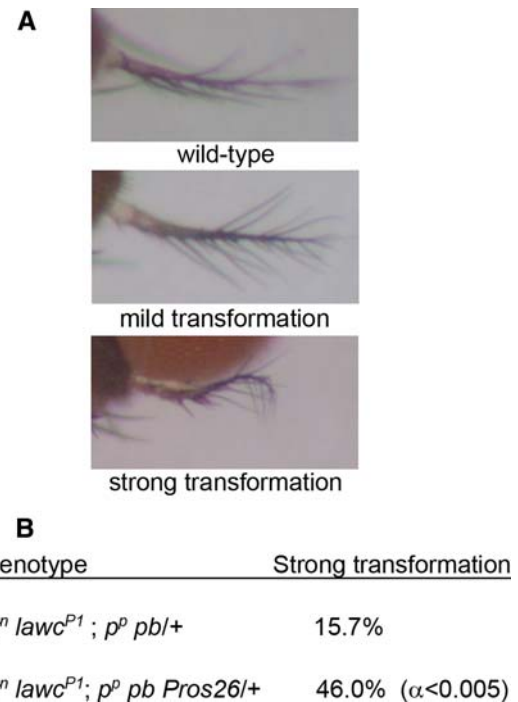 A
wild-type
mild transformation
strong transformation
B
enotype Strong transformation
n lawcP1 ; pp pb/+ 15.7%
n lawcP1; pp pb Pros26/+ 46.0% (α<0.005)